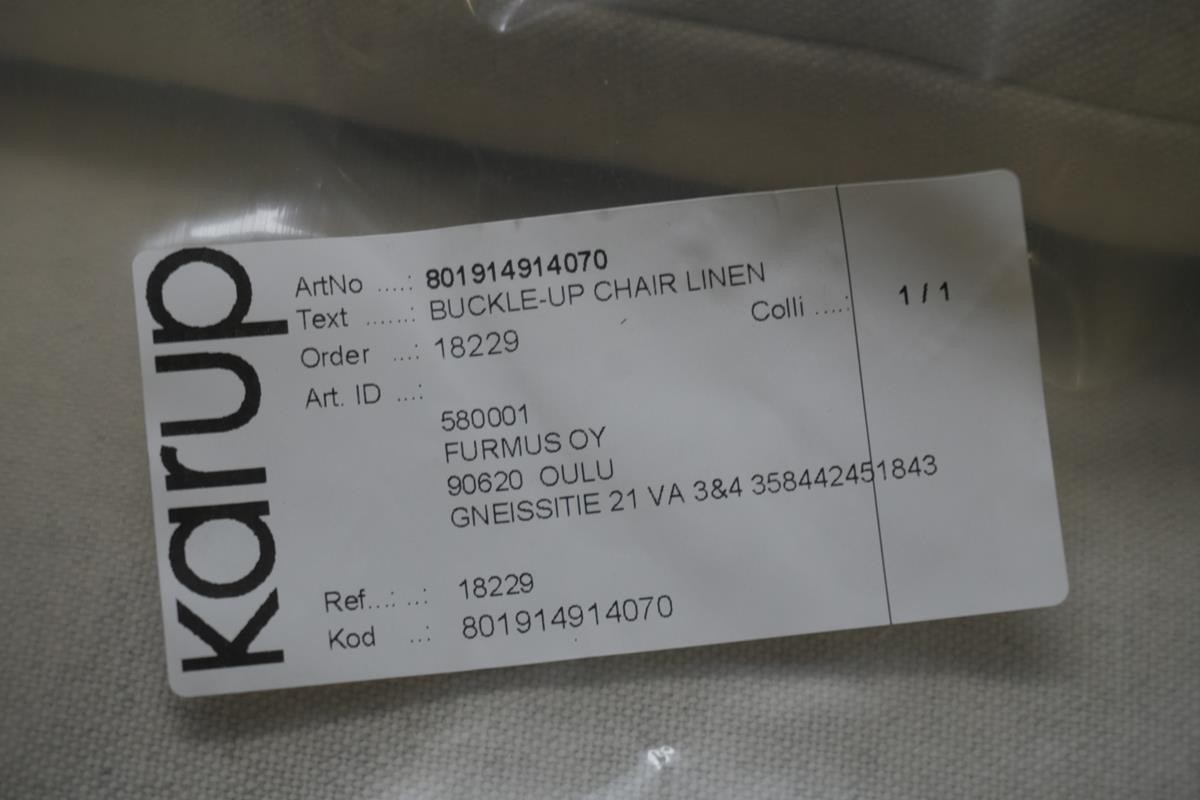 karup
ArtNo ....: 801914914070
Text ......: BUCKLE-UP CHAIR LINEN
Colli ....: 1 / 1
Order ...: 18229
Art. ID ...:
580001
FURMUS OY
90620 OULU
GNEISSITIE 21 VA 3&4 358442451843
Ref...: ..: 18229
Kod ..: 801914914070